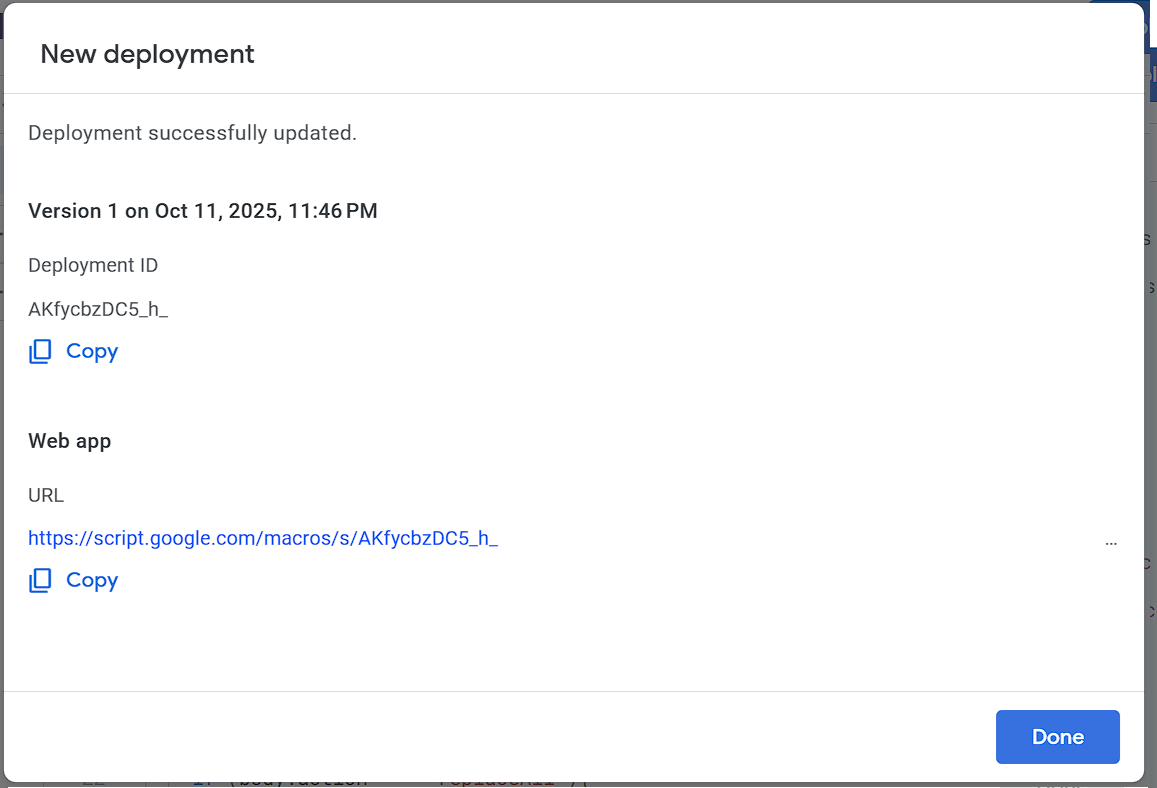 New deployment
Deployment successfully updated.
Version 1 on Oct 11, 2025, 11:46 PM
Deployment ID
AKfycbzDC5_h_
Copy
Web app
URL
https://script.google.com/macros/s/AKfycbzDC5_h_ ...
Copy
Done